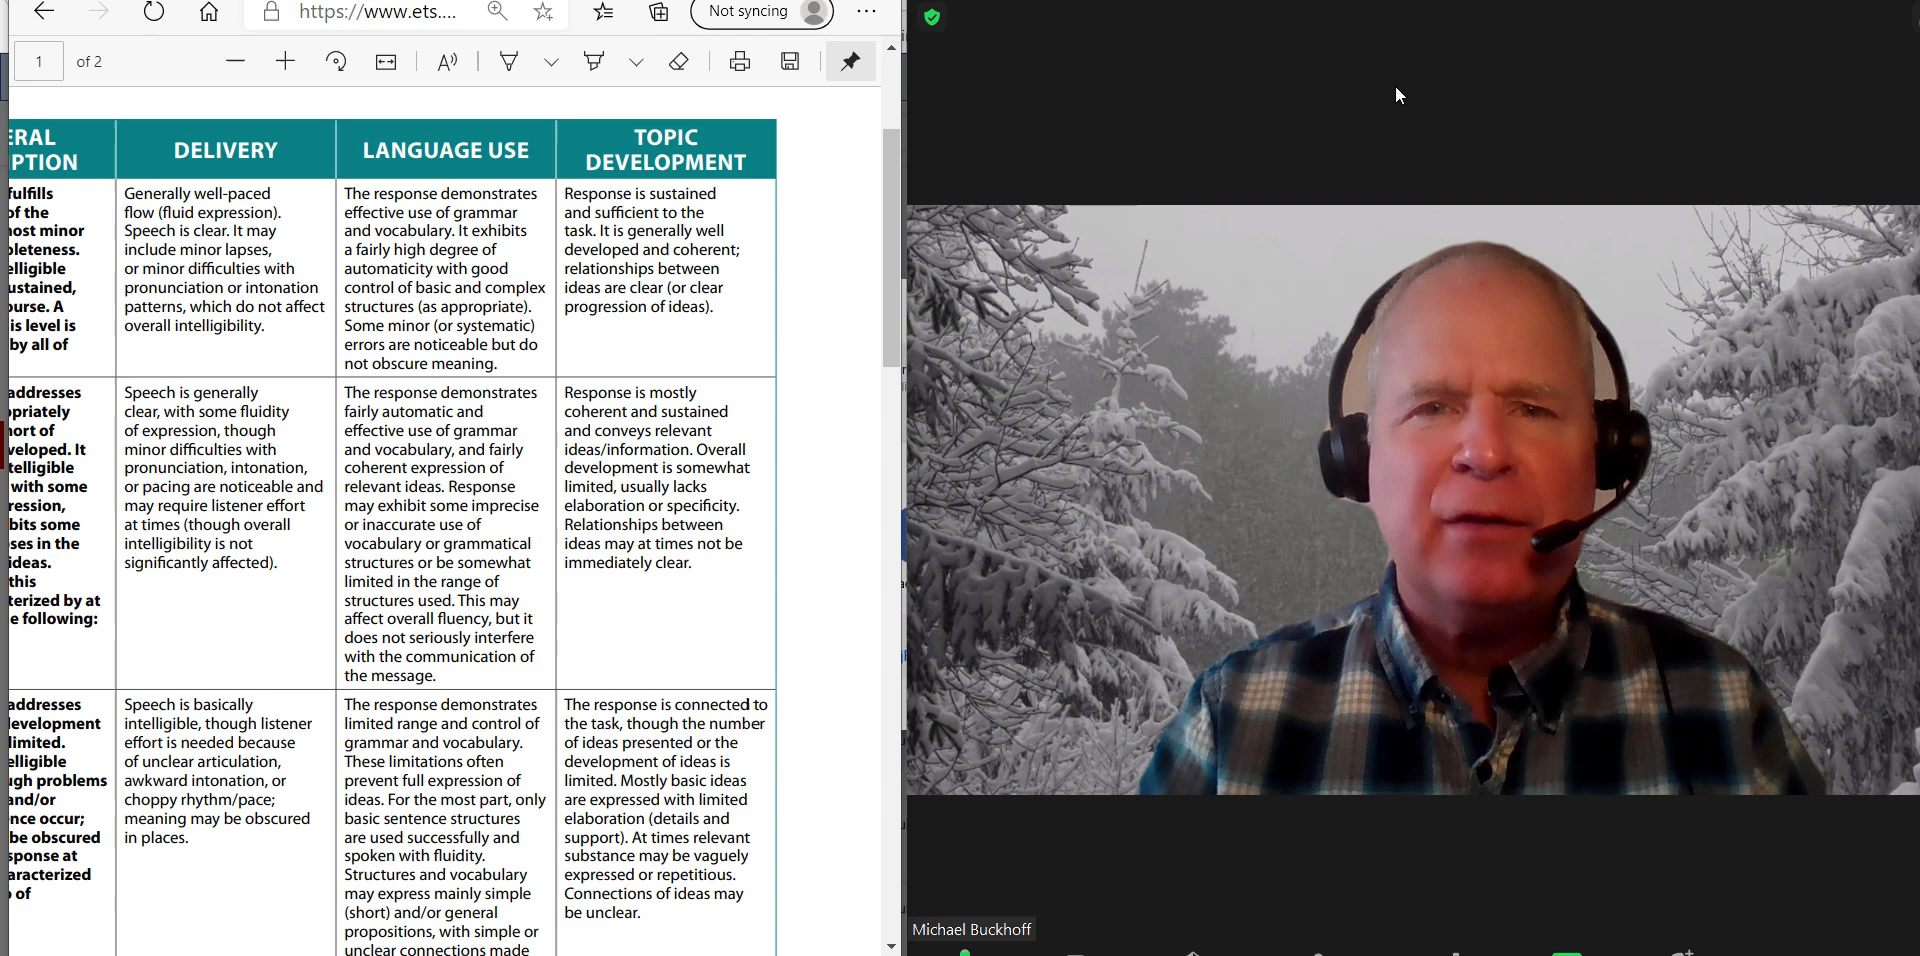 https://www.ets....
Not syncing
1 of 2
ERAL
PTION
DELIVERY
LANGUAGE USE
TOPIC
DEVELOPMENT
fulfills
of the
nost minor
pleteness.
elligible
ustained,
ourse. A
is level is
by all of
Generally well-paced
flow (fluid expression).
Speech is clear. It may
include minor lapses,
or minor difficulties with
pronunciation or intonation
patterns, which do not affect
overall intelligibility.
The response demonstrates
effective use of grammar
and vocabulary. It exhibits
a fairly high degree of
automaticity with good
control of basic and complex
structures (as appropriate).
Some minor (or systematic)
errors are noticeable but do
not obscure meaning.
Response is sustained
and sufficient to the
task. It is generally well
developed and coherent;
relationships between
ideas are clear (or clear
progression of ideas).
addresses
opriately
hort of
veloped. It
telligible
with some
ression,
bits some
ses in the
ideas.
this
terized by at
e following:
Speech is generally
clear, with some fluidity
of expression, though
minor difficulties with
pronunciation, intonation,
or pacing are noticeable and
may require listener effort
at times (though overall
intelligibility is not
significantly affected).
The response demonstrates
fairly automatic and
effective use of grammar
and vocabulary, and fairly
coherent expression of
relevant ideas. Response
may exhibit some imprecise
or inaccurate use of
vocabulary or grammatical
structures or be somewhat
limited in the range of
structures used. This may
affect overall fluency, but it
does not seriously interfere
with the communication of
the message.
Response is mostly
coherent and sustained
and conveys relevant
ideas/information. Overall
development is somewhat
limited, usually lacks
elaboration or specificity.
Relationships between
ideas may at times not be
immediately clear.
addresses
development
limited.
elligible
ugh problems
and/or
nce occur;
be obscured
sponse at
aracterized
o of
Speech is basically
intelligible, though listener
effort is needed because
of unclear articulation,
awkward intonation, or
choppy rhythm/pace;
meaning may be obscured
in places.
The response demonstrates
limited range and control of
grammar and vocabulary.
These limitations often
prevent full expression of
ideas. For the most part, only
basic sentence structures
are used successfully and
spoken with fluidity.
Structures and vocabulary
may express mainly simple
(short) and/or general
propositions, with simple or
unclear connections made
The response is connected to
the task, though the number
of ideas presented or the
development of ideas is
limited. Mostly basic ideas
are expressed with limited
elaboration (details and
support). At times relevant
substance may be vaguely
expressed or repetitious.
Connections of ideas may
be unclear.
Michael Buckhoff